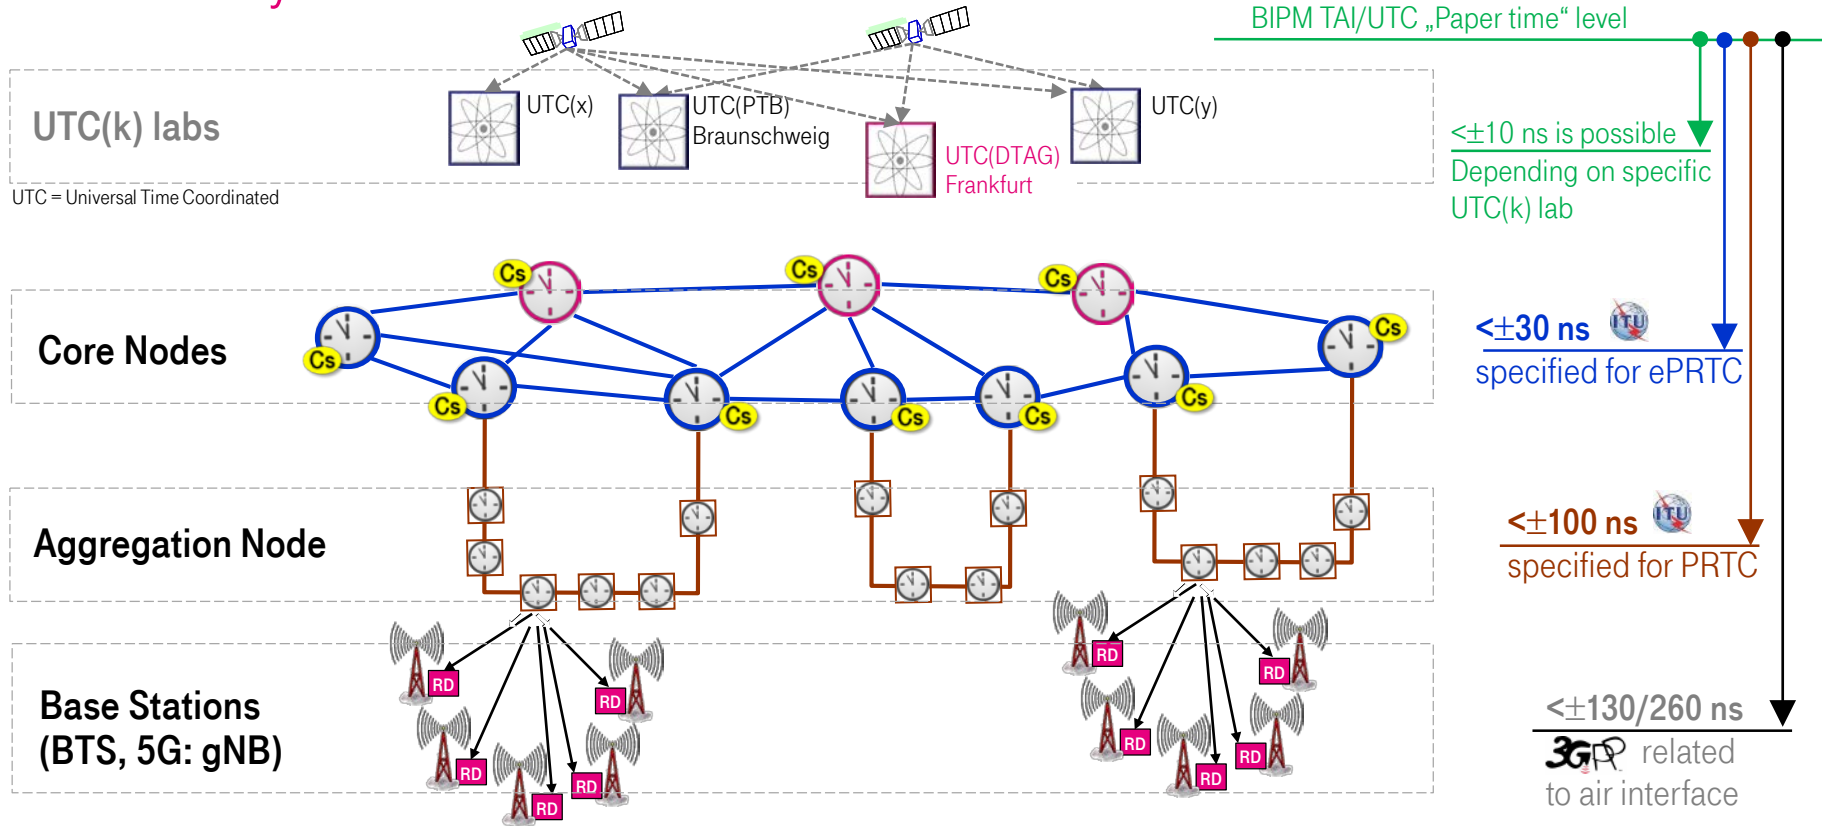 BIPM TAI/UTC „Paper time“ level
UTC(k) labs
UTC(x)
UTC(PTB)
Braunschweig
UTC(DTAG)
Frankfurt
UTC(y)
<±10 ns is possible
Depending on specific
UTC(k) lab
UTC = Universal Time Coordinated
Core Nodes
Cs
Cs
Cs
Cs
Cs
Cs
Cs
Cs
Cs
Cs
<±30 ns
ITU
specified for ePRTC
Aggregation Node
<±100 ns
ITU
specified for PRTC
Base Stations
(BTS, 5G: gNB)
RD
RD
RD
RD
RD
RD
RD
RD
RD
RD
<±130/260 ns
3GPP related
to air interface